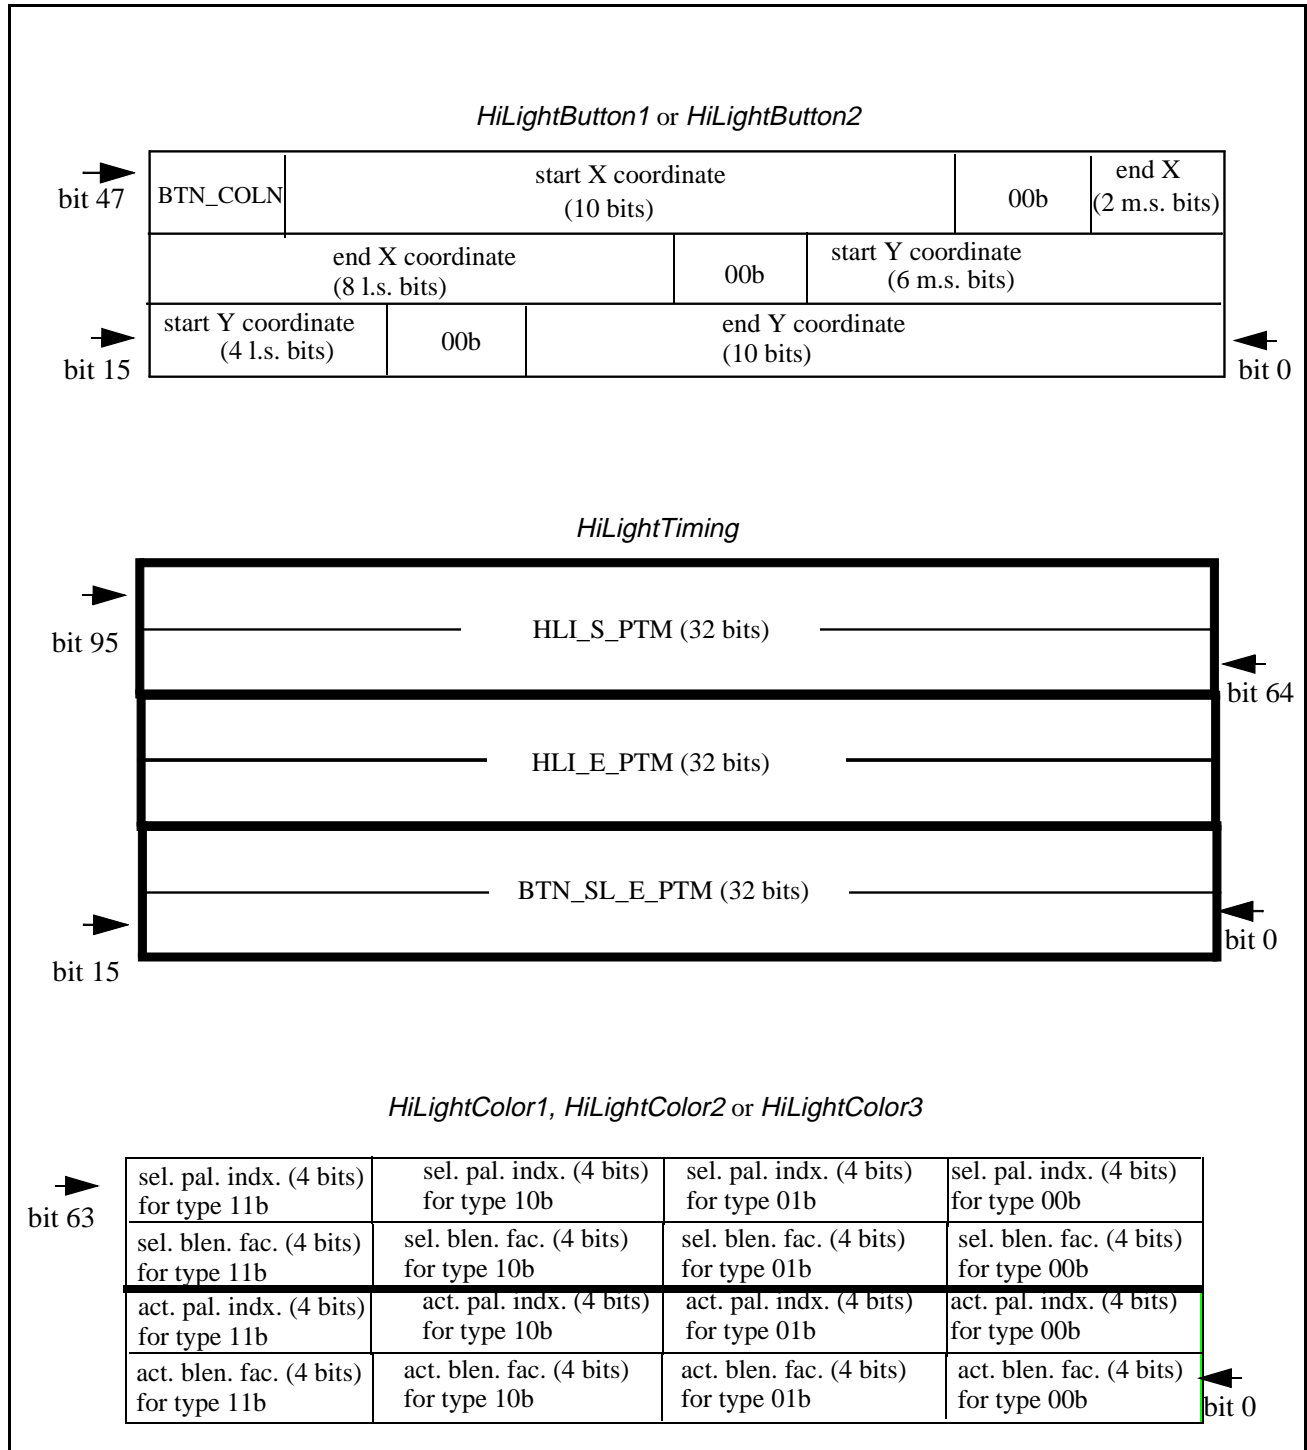 HiLightButton1 or HiLightButton2
bit 47
BTN_COLN
start X coordinate
(10 bits)
00b
end X
(2 m.s. bits)
end X coordinate
(8 l.s. bits)
00b
start Y coordinate
(6 m.s. bits)
bit 15
start Y coordinate
(4 l.s. bits)
00b
end Y coordinate
(10 bits)
bit 0
HiLightTiming
bit 95
HLI_S_PTM (32 bits)
bit 64
HLI_E_PTM (32 bits)
BTN_SL_E_PTM (32 bits)
bit 0
bit 15
HiLightColor1, HiLightColor2 or HiLightColor3
bit 63
sel. pal. indx. (4 bits)
for type 11b
sel. pal. indx. (4 bits)
for type 10b
sel. pal. indx. (4 bits)
for type 01b
sel. pal. indx. (4 bits)
for type 00b
sel. blen. fac. (4 bits)
for type 11b
sel. blen. fac. (4 bits)
for type 10b
sel. blen. fac. (4 bits)
for type 01b
sel. blen. fac. (4 bits)
for type 00b
act. pal. indx. (4 bits)
for type 11b
act. pal. indx. (4 bits)
for type 10b
act. pal. indx. (4 bits)
for type 01b
act. pal. indx. (4 bits)
for type 00b
act. blen. fac. (4 bits)
for type 11b
act. blen. fac. (4 bits)
for type 10b
act. blen. fac. (4 bits)
for type 01b
act. blen. fac. (4 bits)
for type 00b
bit 0